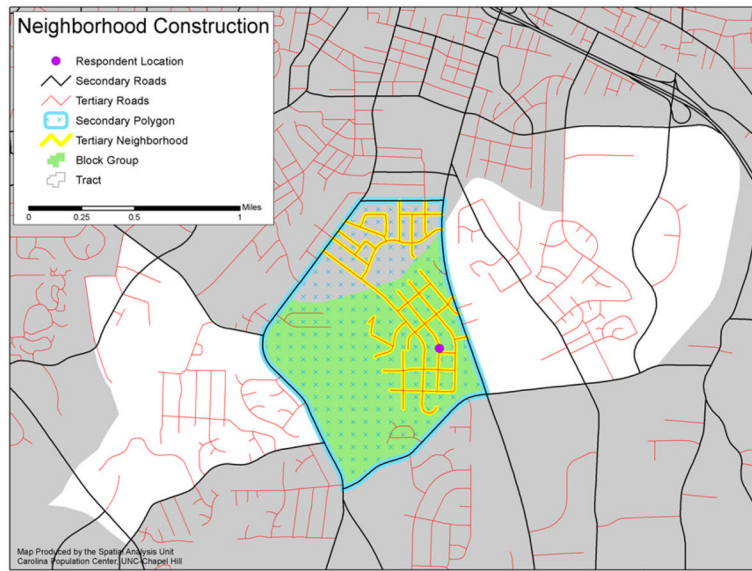 Neighborhood Construction
Respondent Location
Secondary Roads
Tertiary Roads
Secondary Polygon
Tertiary Neighborhood
Block Group
Tract
Miles
0 0.25 0.5 1
Map Produced by the Spatial Analysis Unit
Carolina Population Center, UNC-Chapel Hill